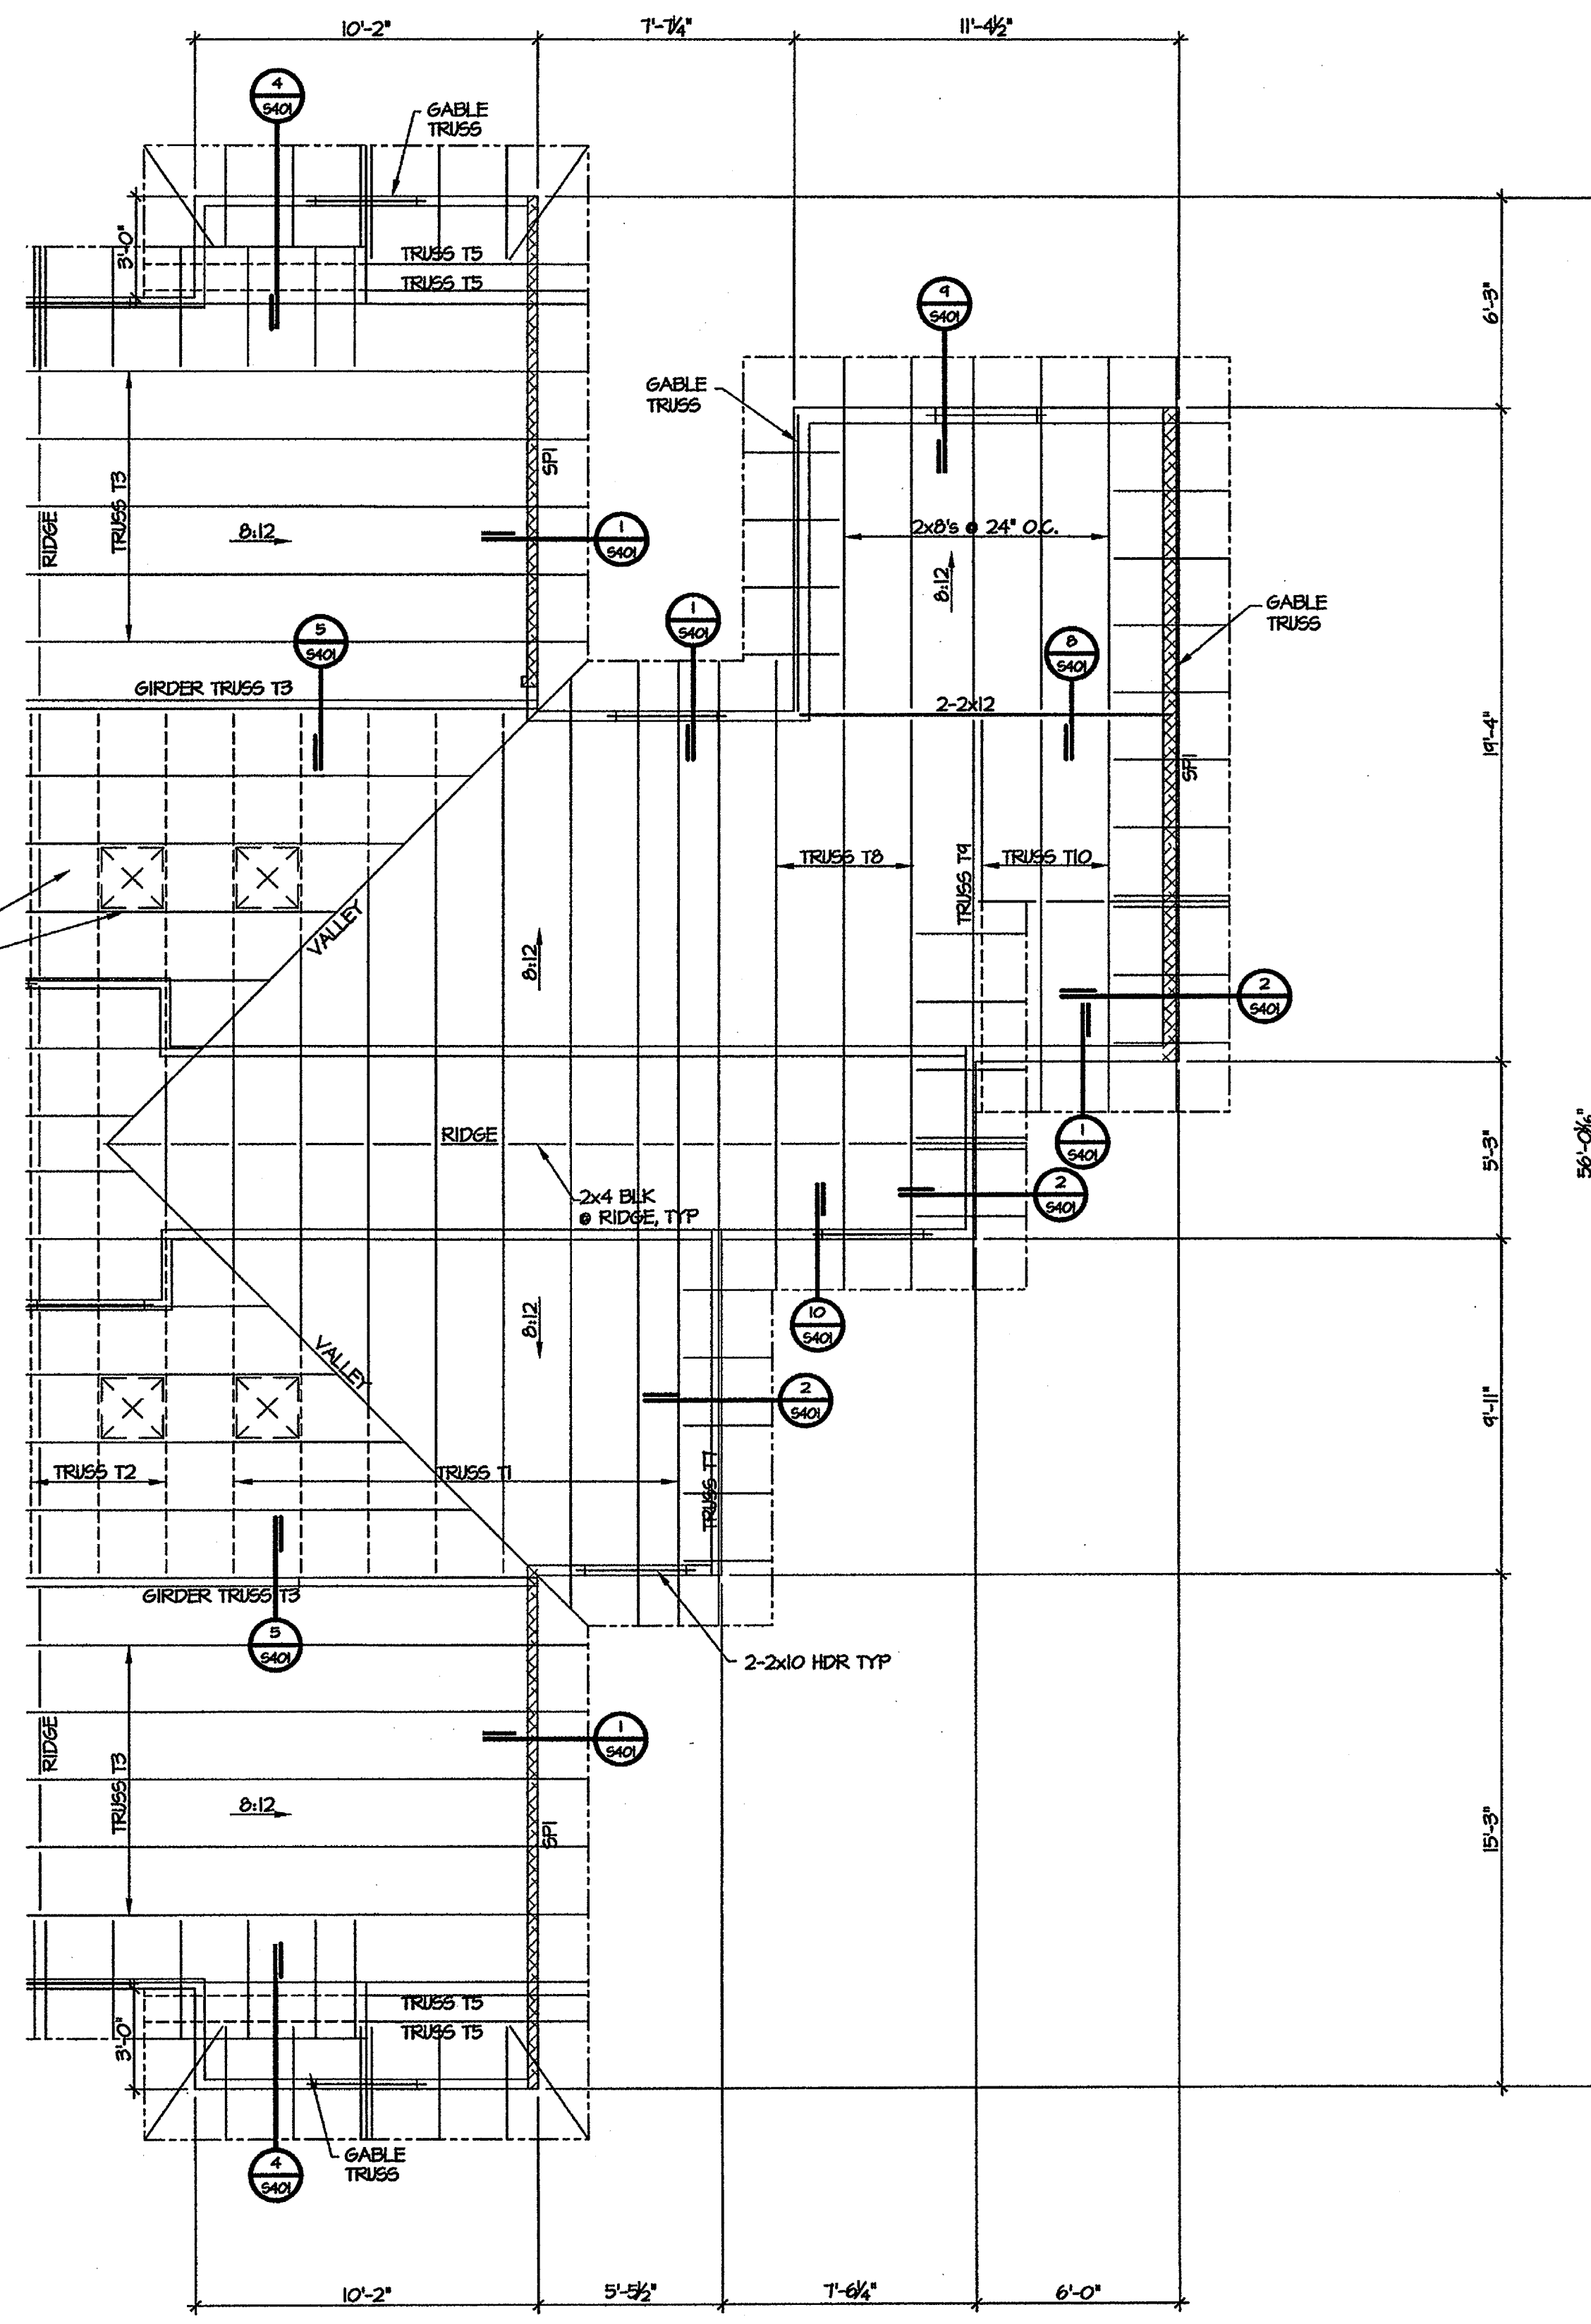 10'-2"
7'-7¼"
11'-4½"
4
S401
GABLE
TRUSS
3'-0"
TRUSS T5
TRUSS T5
6'-3"
9
S401
GABLE
TRUSS
SP1
RIDGE
TRUSS T3
8:12
1
S401
2x8's @ 24" O.C.
8:12
GABLE
TRUSS
5
S401
1
S401
8
S401
GIRDER TRUSS T3
2-2x12
SP1
19'-4"
TRUSS T8
TRUSS T9
TRUSS T10
VALLEY
8:12
2
S401
RIDGE
1
S401
5'-3"
56'-0⅛"
2x4 BLK
@ RIDGE, TYP
2
S401
8:12
10
S401
VALLEY
2
S401
9'-11"
TRUSS T2
TRUSS T1
TRUSS T7
GIRDER TRUSS T3
5
S401
2-2x10 HDR TYP
RIDGE
TRUSS T3
1
S401
8:12
SP1
15'-3"
TRUSS T5
TRUSS T5
3'-0"
GABLE
TRUSS
4
S401
10'-2"
5'-5½"
7'-6¼"
6'-0"